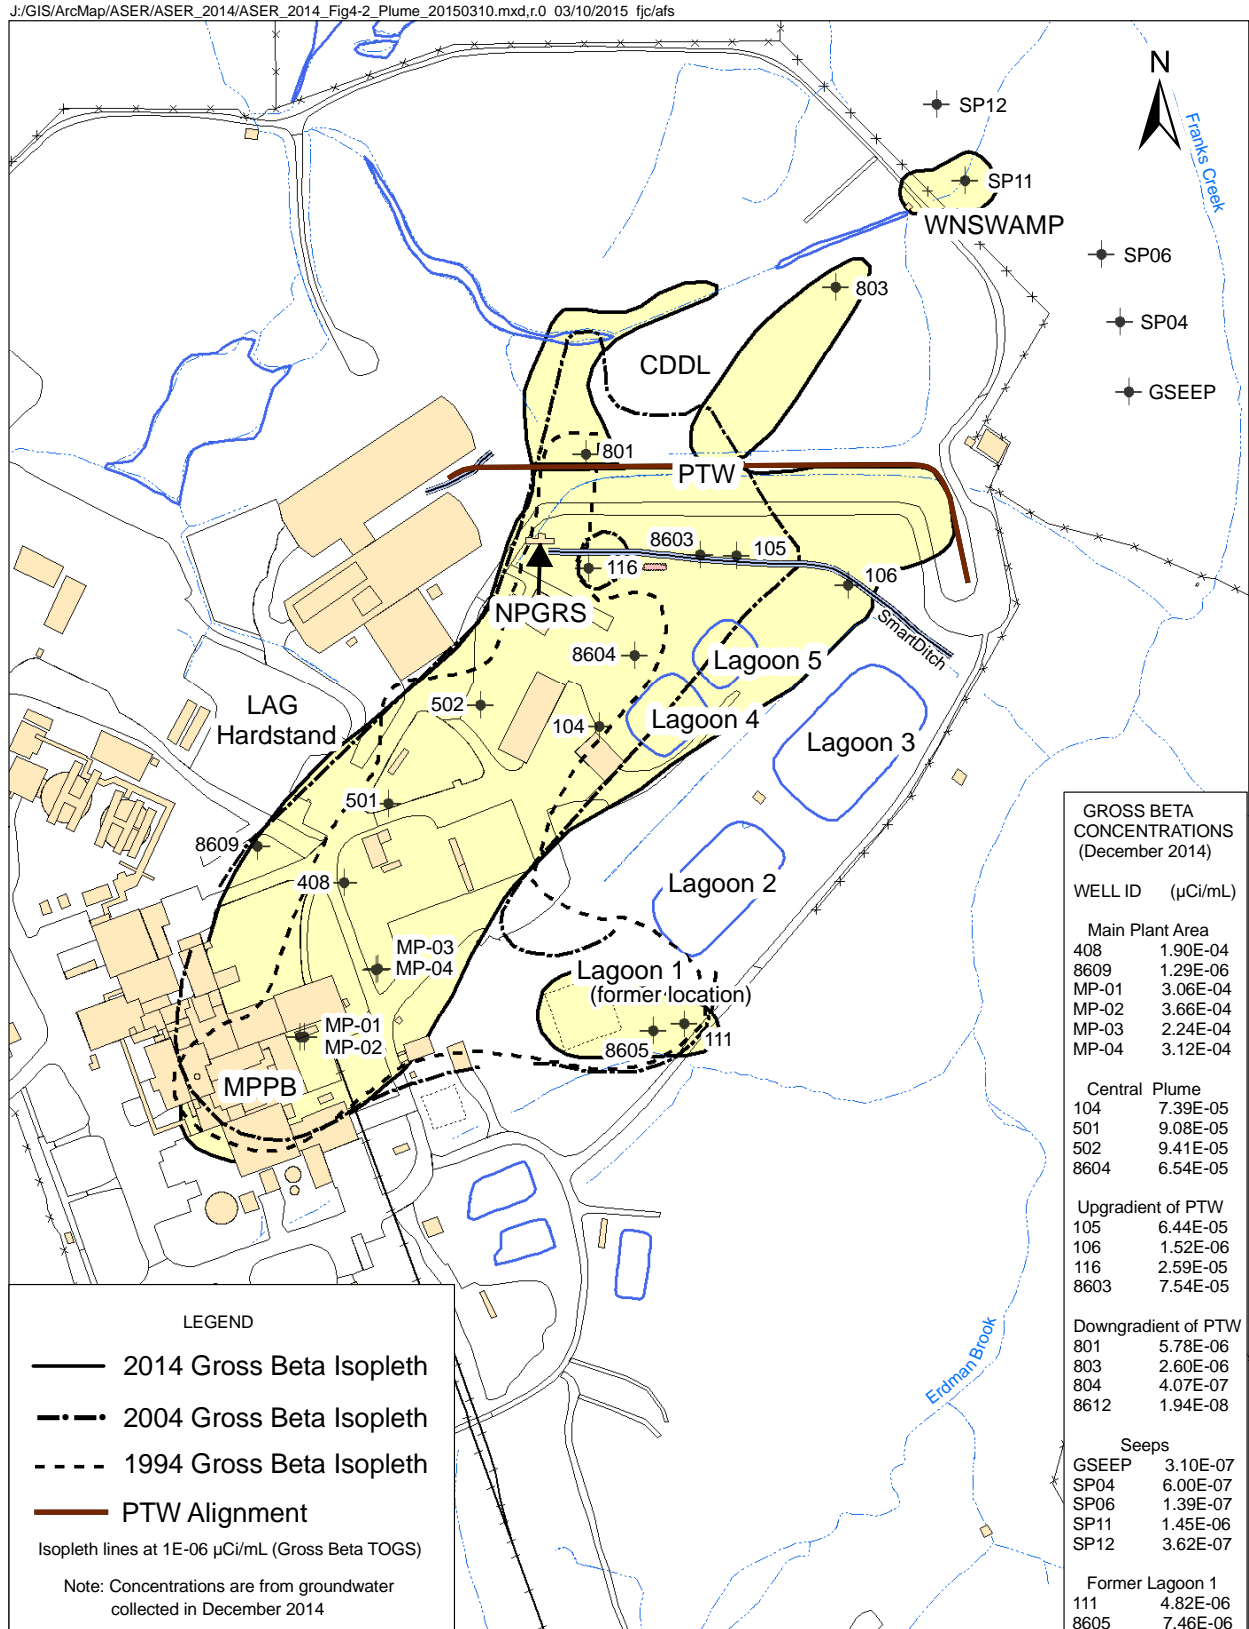 J:/GIS/ArcMap/ASER/ASER_2014/ASER_2014_Fig4-2_Plume_20150310.mxd,r.0 03/10/2015 fjc/afs
N
Franks Creek
SP12
SP11
WNSWAMP
SP06
SP04
GSEEP
803
CDDL
801
PTW
8603
105
116
106
NPGRS
SmartDitch
8604
Lagoon 5
502
104
Lagoon 4
LAG
Hardstand
Lagoon 3
501
8609
408
Lagoon 2
MP-03
MP-04
Lagoon 1
(former location)
MP-01
MP-02
8605
111
MPPB
Erdman Brook
GROSS BETA
CONCENTRATIONS
(December 2014)
WELL ID (µCi/mL)
Main Plant Area
408 1.90E-04
8609 1.29E-06
MP-01 3.06E-04
MP-02 3.66E-04
MP-03 2.24E-04
MP-04 3.12E-04
Central Plume
104 7.39E-05
501 9.08E-05
502 9.41E-05
8604 6.54E-05
Upgradient of PTW
105 6.44E-05
106 1.52E-06
116 2.59E-05
8603 7.54E-05
Downgradient of PTW
801 5.78E-06
803 2.60E-06
804 4.07E-07
8612 1.94E-08
Seeps
GSEEP 3.10E-07
SP04 6.00E-07
SP06 1.39E-07
SP11 1.45E-06
SP12 3.62E-07
Former Lagoon 1
111 4.82E-06
8605 7.46E-06
LEGEND
2014 Gross Beta Isopleth
2004 Gross Beta Isopleth
1994 Gross Beta Isopleth
PTW Alignment
Isopleth lines at 1E-06 µCi/mL (Gross Beta TOGS)
Note: Concentrations are from groundwater
collected in December 2014